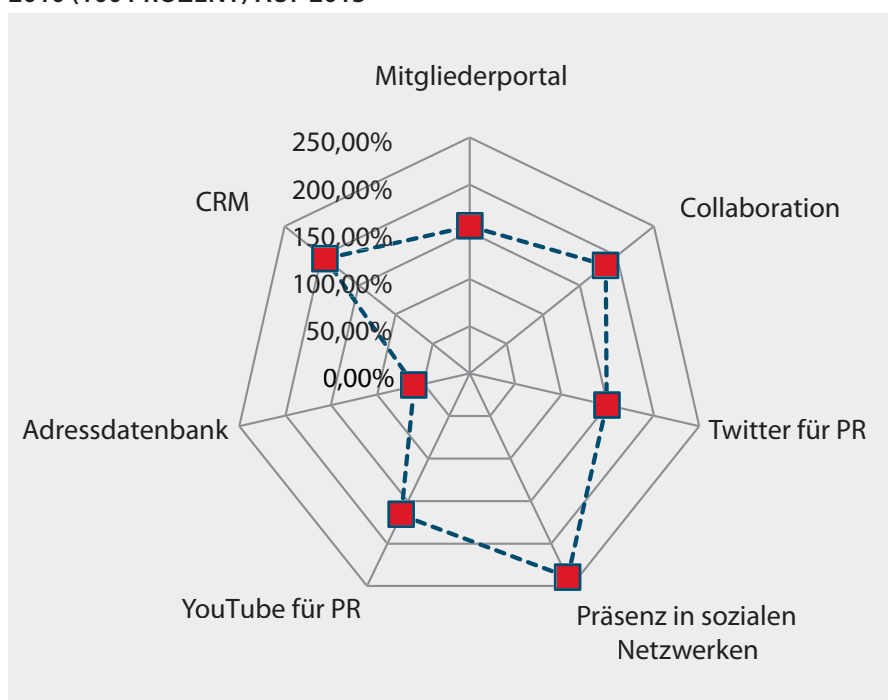 Mitgliederportal
250,00%
200,00%
CRM
Collaboration
150,00%
100,00%
50,00%
0,00%
Adressdatenbank
Twitter für PR
YouTube für PR
Präsenz in sozialen
Netzwerken